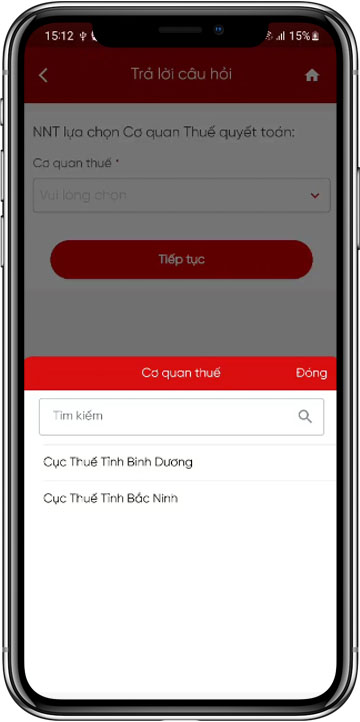 15:12
15%
Trả lời câu hỏi
NNT lựa chọn Cơ quan Thuế quyết toán:
Cơ quan thuế *
Vui lòng chọn
Tiếp tục
Cơ quan thuế
Đóng
Tìm kiếm
Cục Thuế Tỉnh Bình Dương
Cục Thuế Tỉnh Bắc Ninh